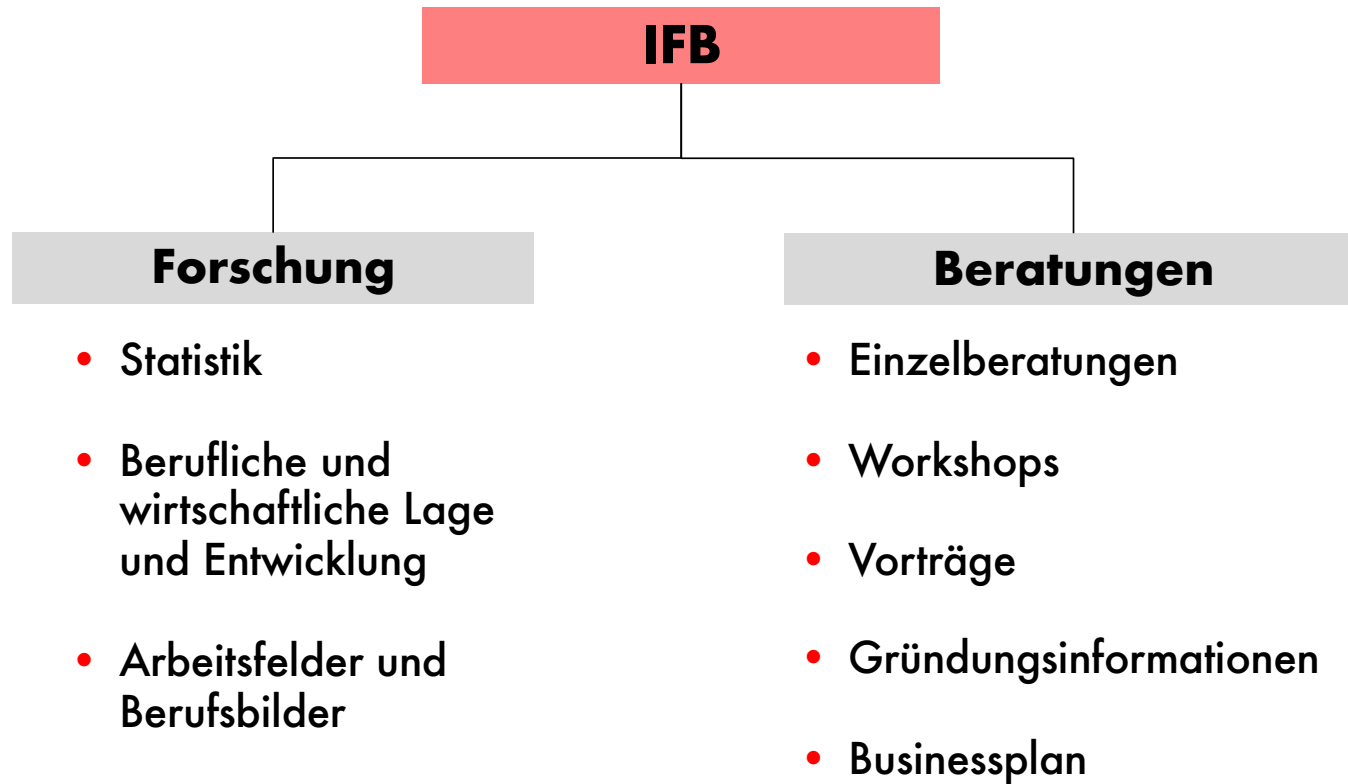 IFB
Forschung
• Statistik
• Berufliche und
wirtschaftliche Lage
und Entwicklung
• Arbeitsfelder und
Berufsbilder
Beratungen
• Einzelberatungen
• Workshops
• Vorträge
• Gründungsinformationen
• Businessplan